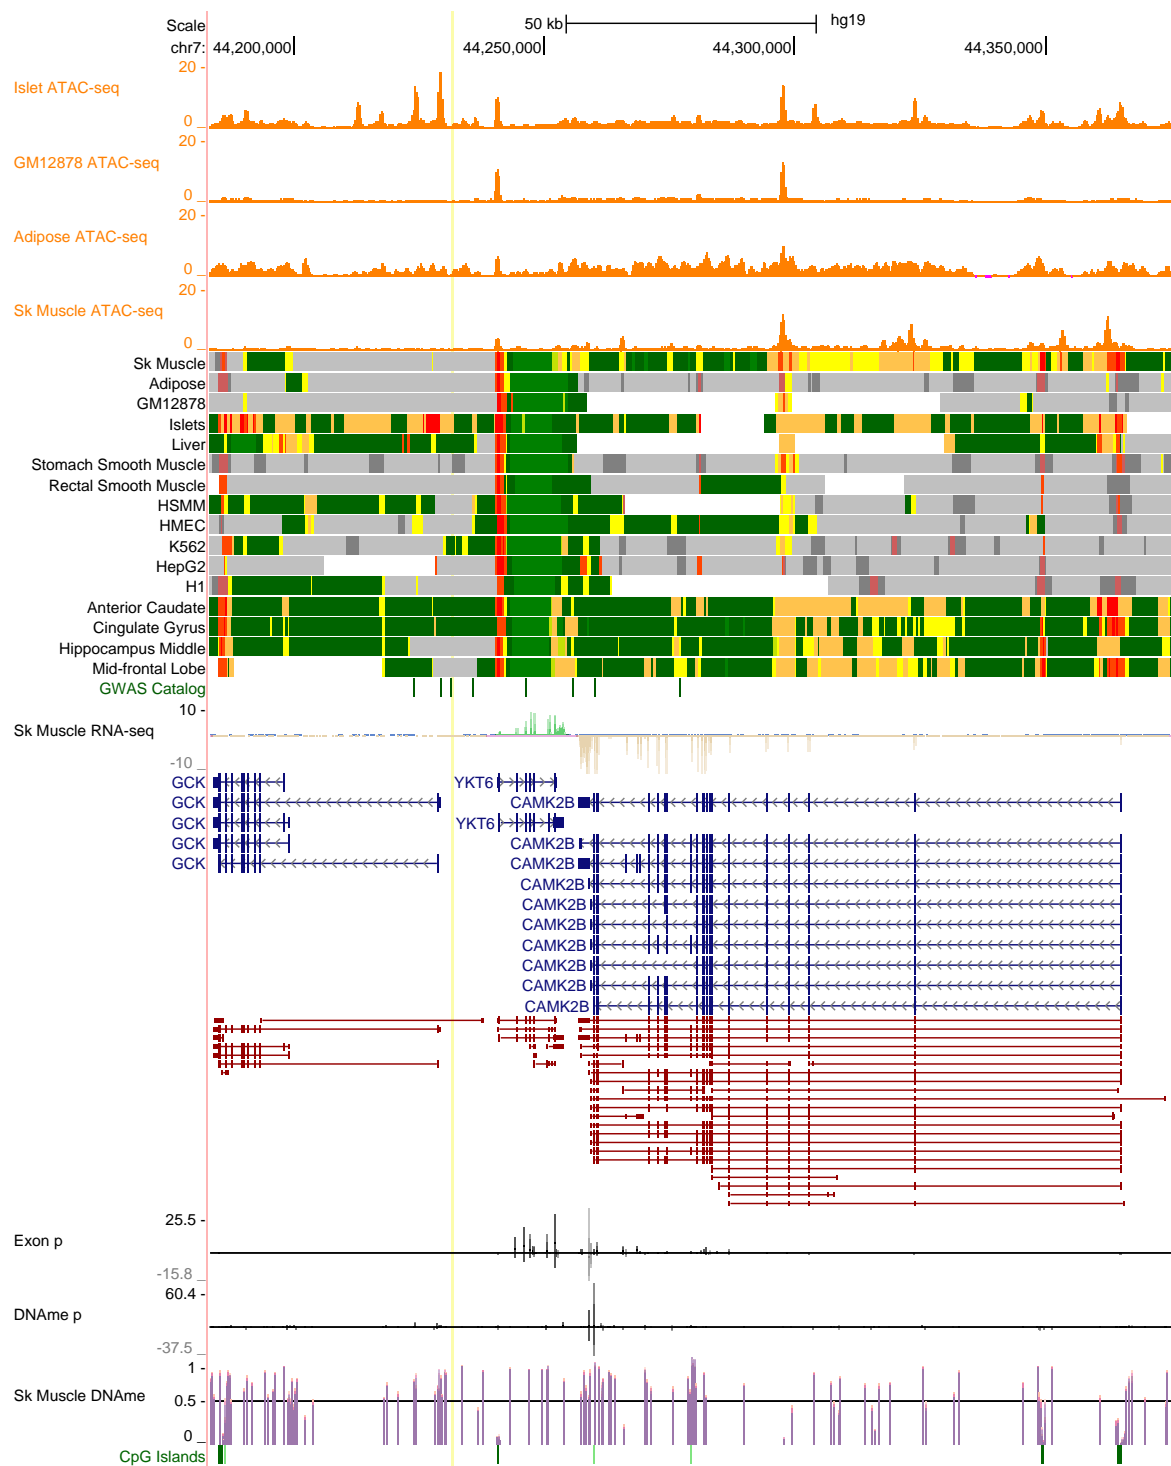 Scale 50 kb hg19
chr7: 44,200,000 44,250,000 44,300,000 44,350,000
20 -
Islet ATAC-seq
0 _
20 -
GM12878 ATAC-seq
0 _
20 -
Adipose ATAC-seq
0 _
20 -
Sk Muscle ATAC-seq
0 _
Sk Muscle
Adipose
GM12878
Islets
Liver
Stomach Smooth Muscle
Rectal Smooth Muscle
HSMM
HMEC
K562
HepG2
H1
Anterior Caudate
Cingulate Gyrus
Hippocampus Middle
Mid-frontal Lobe
GWAS Catalog
10 -
Sk Muscle RNA-seq
-10 _
GCK YKT6
GCK CAMK2B
GCK YKT6
GCK CAMK2B
GCK CAMK2B
CAMK2B
CAMK2B
CAMK2B
CAMK2B
CAMK2B
CAMK2B
CAMK2B
25.5 -
Exon p
-15.8 _
60.4 -
DNAme p
-37.5 _
1 -
Sk Muscle DNAme
0.5 -
0 _
CpG Islands